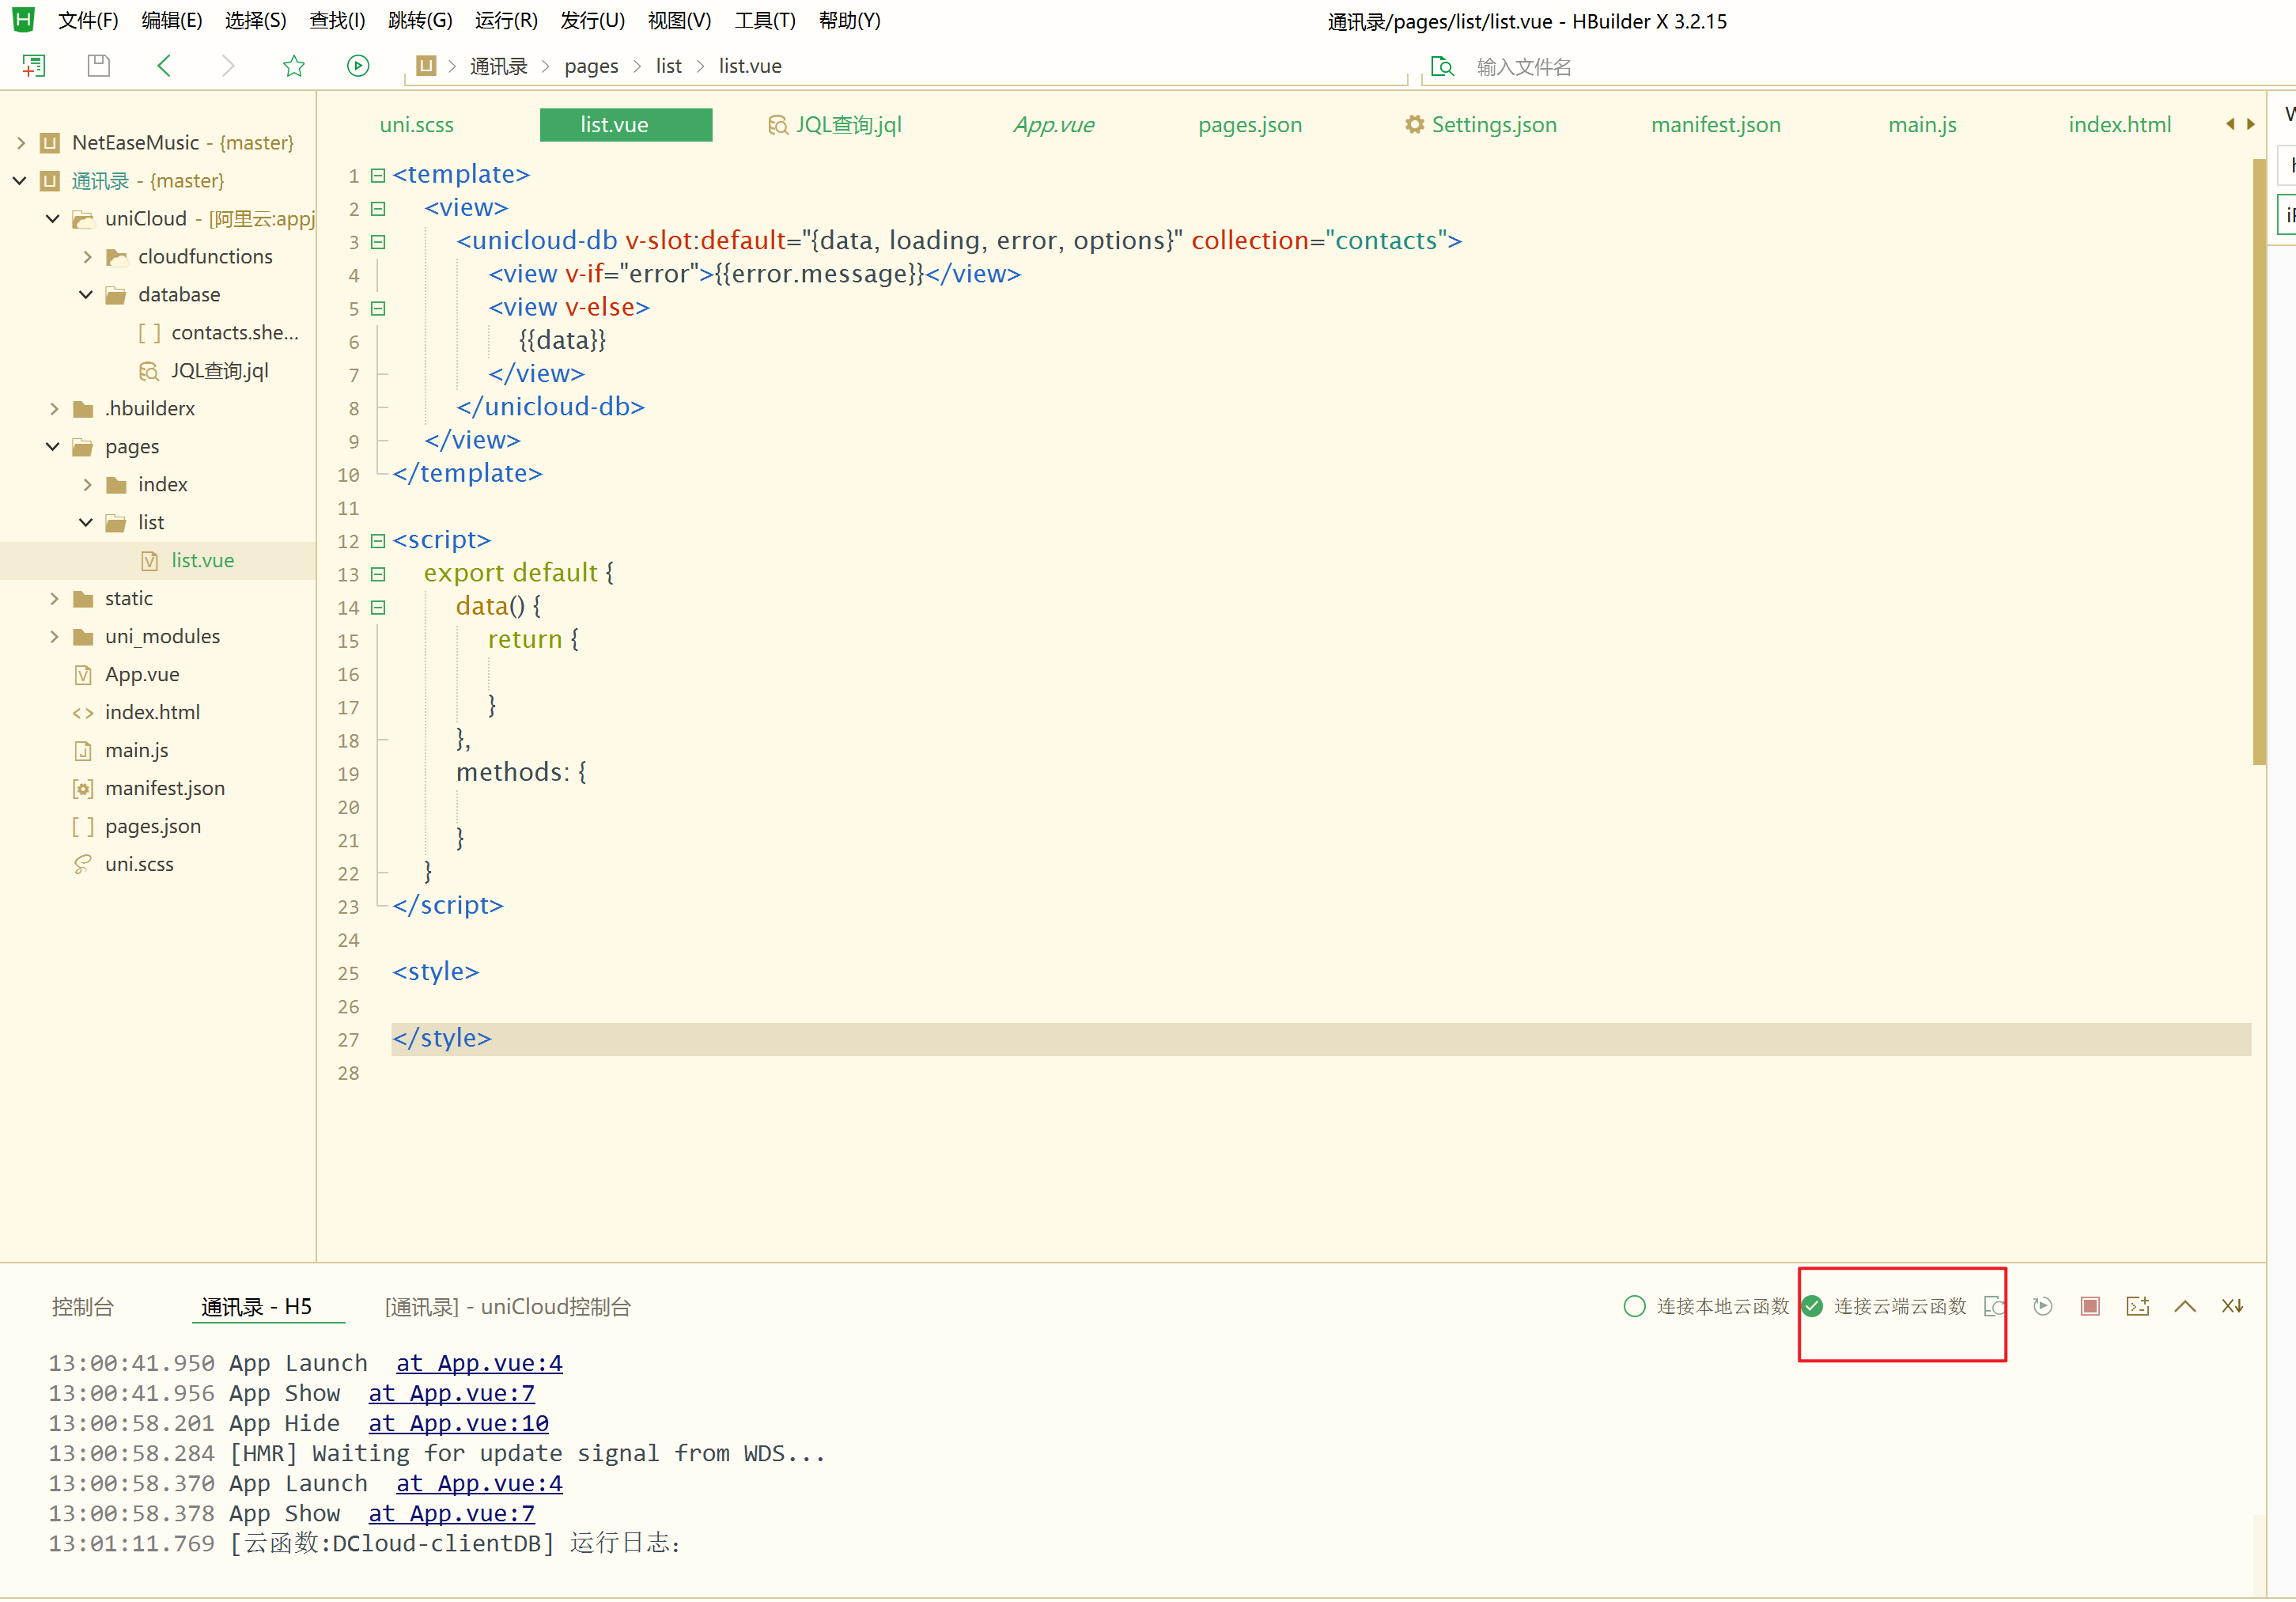 文件(F) 编辑(E) 选择(S) 查找(I) 跳转(G) 运行(R) 发行(U) 视图(V) 工具(T) 帮助(Y)
通讯录/pages/list/list.vue - HBuilder X 3.2.15
通讯录 pages list list.vue
输入文件名
NetEaseMusic - {master}
通讯录 - {master}
uniCloud - [阿里云:appj
cloudfunctions
database
contacts.she...
JQL查询.jql
.hbuilderx
pages
index
list
list.vue
static
uni_modules
App.vue
index.html
main.js
manifest.json
pages.json
uni.scss
uni.scss list.vue JQL查询.jql App.vue pages.json Settings.json manifest.json main.js index.html
1 <template>
2 <view>
3 <unicloud-db v-slot:default="{data, loading, error, options}" collection="contacts">
4 <view v-if="error">{{error.message}}</view>
5 <view v-else>
6 {{data}}
7 </view>
8 </unicloud-db>
9 </view>
10 </template>
11
12 <script>
13 export default {
14 data() {
15 return {
16
17 }
18 },
19 methods: {
20
21 }
22 }
23 </script>
24
25 <style>
26
27 </style>
28
控制台 通讯录 - H5 [通讯录] - uniCloud控制台
连接本地云函数 连接云端云函数
13:00:41.950 App Launch at App.vue:4
13:00:41.956 App Show at App.vue:7
13:00:58.201 App Hide at App.vue:10
13:00:58.284 [HMR] Waiting for update signal from WDS...
13:00:58.370 App Launch at App.vue:4
13:00:58.378 App Show at App.vue:7
13:01:11.769 [云函数:DCloud-clientDB] 运行日志: